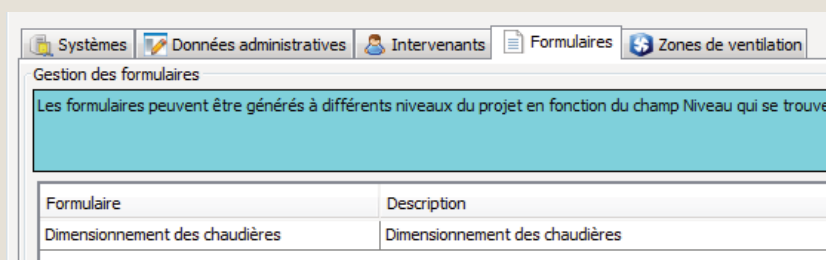 Systèmes Données administratives Intervenants Formulaires Zones de ventilation
Gestion des formulaires
Les formulaires peuvent être générés à différents niveaux du projet en fonction du champ Niveau qui se
Formulaire Description
Dimensionnement des chaudières Dimensionnement des chaudières